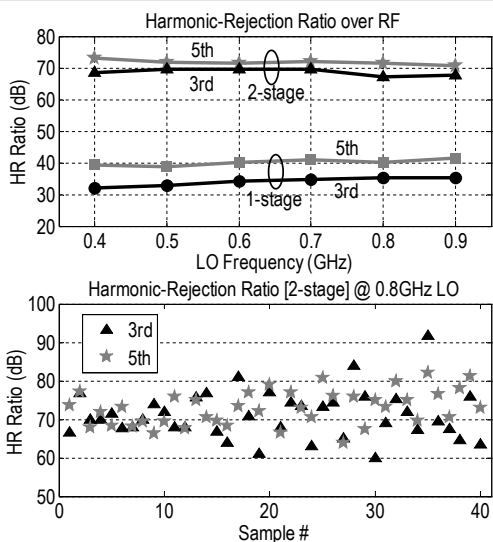 Harmonic-Rejection Ratio over RF
80
70
60
50
40
30
20
HR Ratio (dB)
5th
3rd
2-stage
5th
1-stage
3rd
0.4 0.5 0.6 0.7 0.8 0.9
LO Frequency (GHz)
Harmonic-Rejection Ratio [2-stage] @ 0.8GHz LO
100
90
80
70
60
50
HR Ratio (dB)
3rd
5th
0 10 20 30 40
Sample #